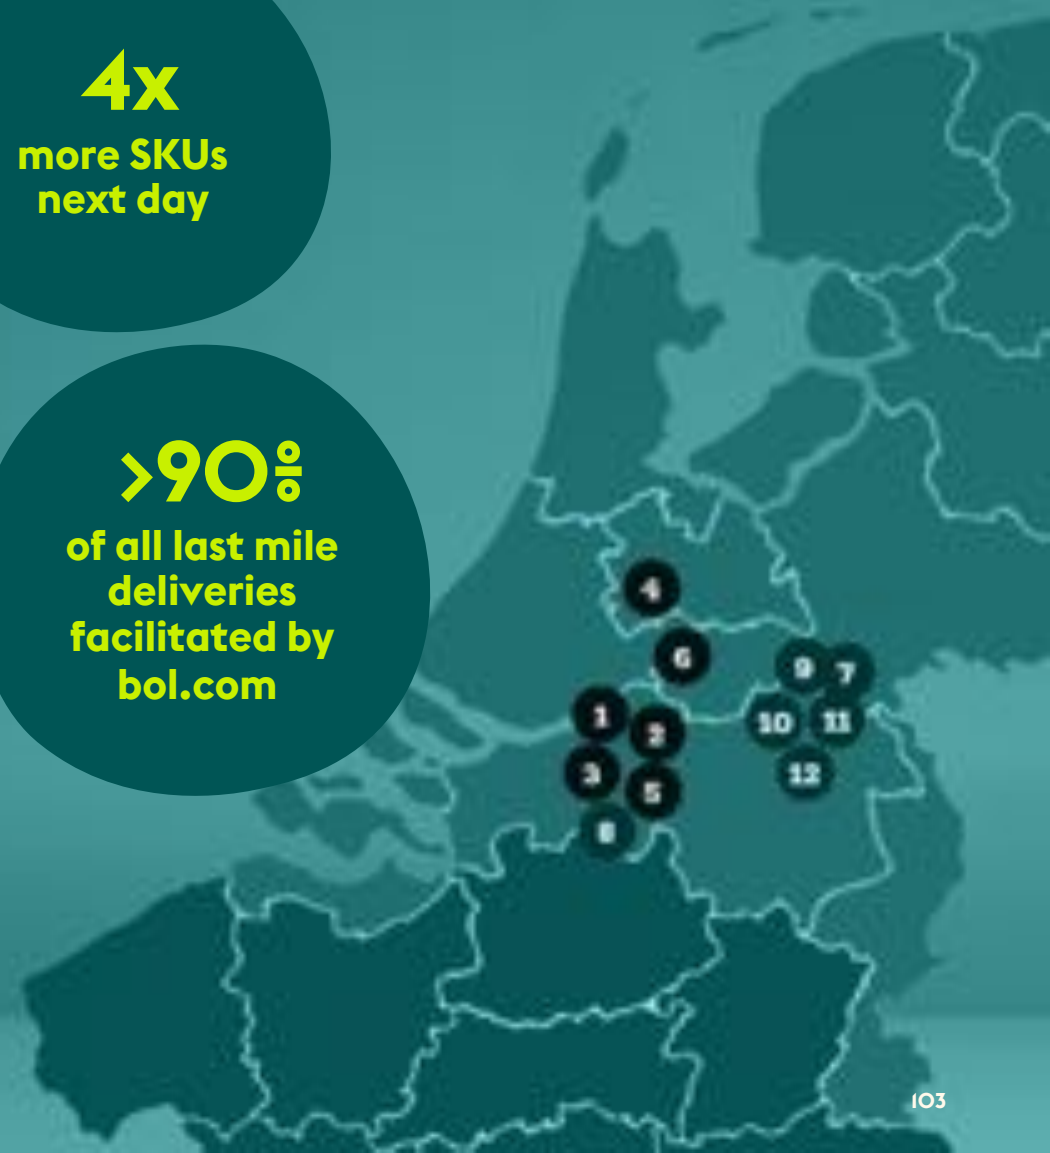 4x
more SKUs
next day
>90%
of all last mile
deliveries
facilitated by
bol.com
4
6
9
7
1
2
10
11
3
5
12
8
103